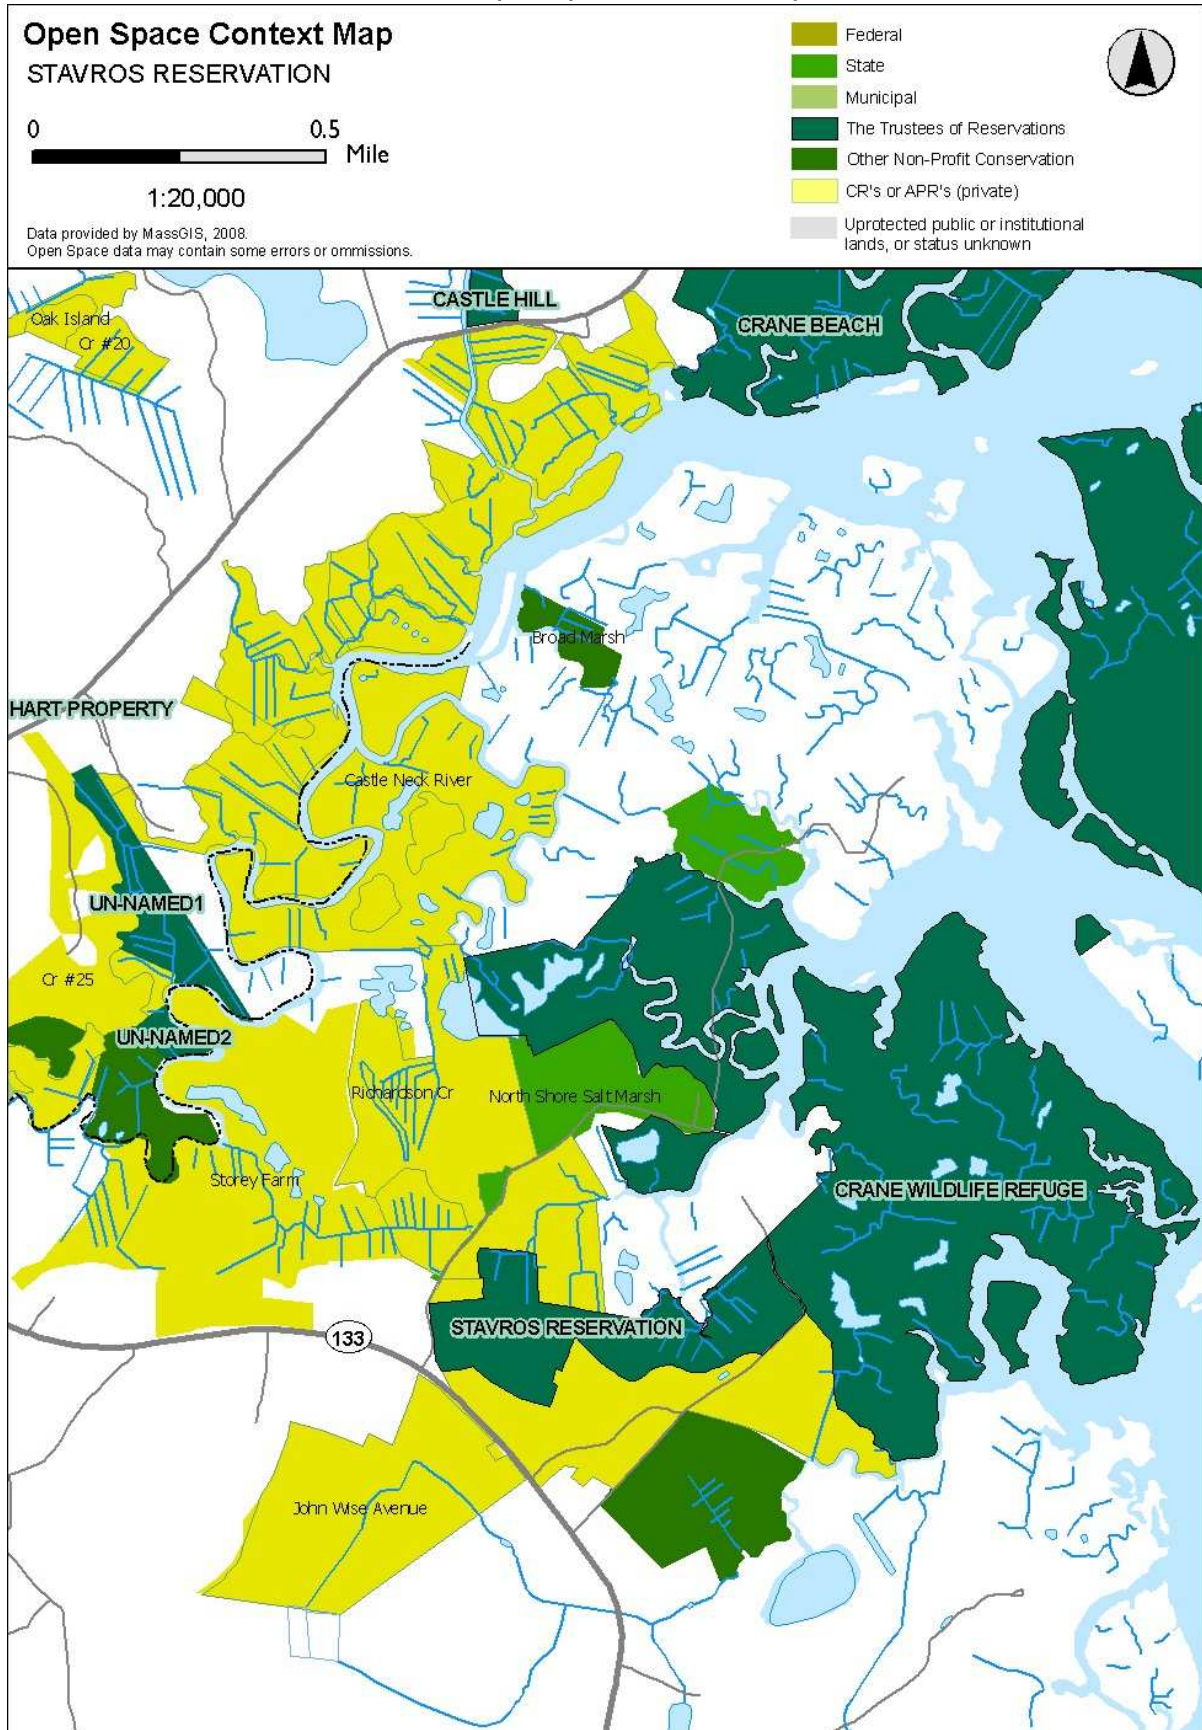 Open Space Context Map
STAVROS RESERVATION
0 0.5
Mile
1:20,000
Data provided by MassGIS, 2008.
Open Space data may contain some errors or ommissions.
Federal
State
Municipal
The Trustees of Reservations
Other Non-Profit Conservation
CR's or APR's (private)
Uprotected public or institutional
lands, or status unknown
CASTLE HILL
Oak Island
CRANE BEACH
Cr #20
Broad Marsh
HART PROPERTY
Castle Neck River
UN-NAMED1
Cr #25
UN-NAMED2
Richardson Cr
North Shore Salt Marsh
Storey Farm
CRANE WILDLIFE REFUGE
STAVROS RESERVATION
133
John Wise Avenue